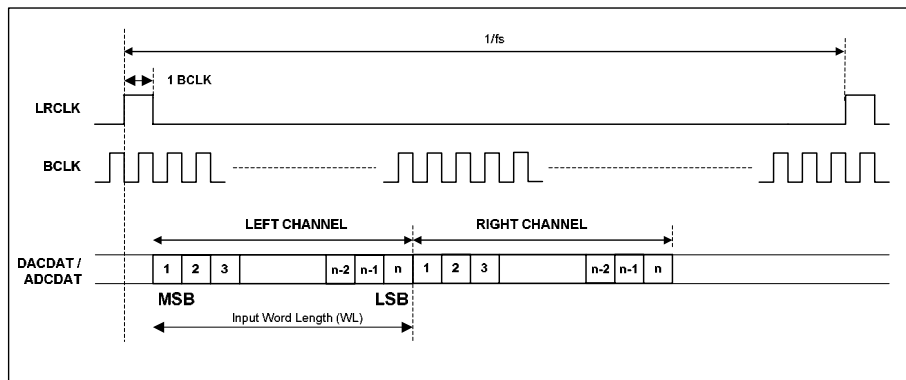 1/fs
1 BCLK
LRCLK
BCLK
LEFT CHANNEL RIGHT CHANNEL
DACDAT /
ADCDAT
1 2 3 n-2 n-1 n 1 2 3 n-2 n-1 n
MSB LSB
Input Word Length (WL)